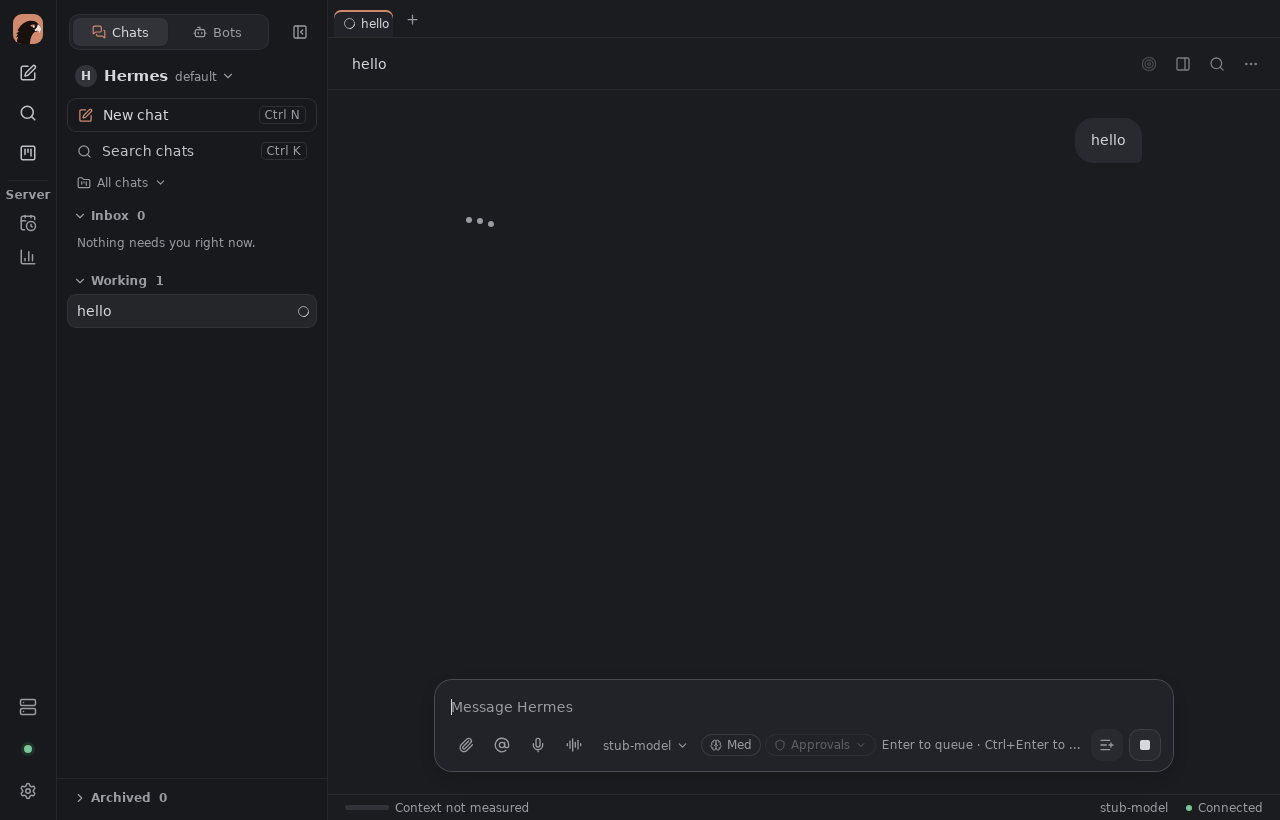 Chats
Bots
H Hermes default
New chat Ctrl N
Search chats Ctrl K
All chats
Inbox 0
Nothing needs you right now.
Working 1
hello
Server
Archived 0
hello
hello
hello
Message Hermes
stub-model Med Approvals Enter to queue · Ctrl+Enter to ...
Context not measured
stub-model Connected